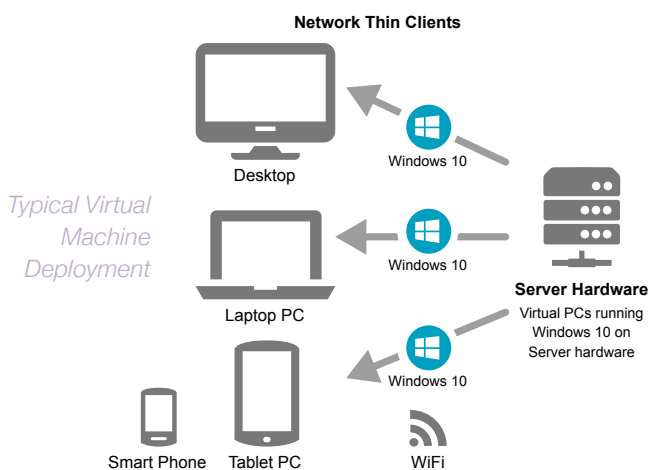 Network Thin Clients
Windows 10
Desktop
Typical Virtual
Machine
Deployment
Windows 10
Laptop PC
Server Hardware
Virtual PCs running
Windows 10 on
Server hardware
Windows 10
Smart Phone
Tablet PC
WiFi